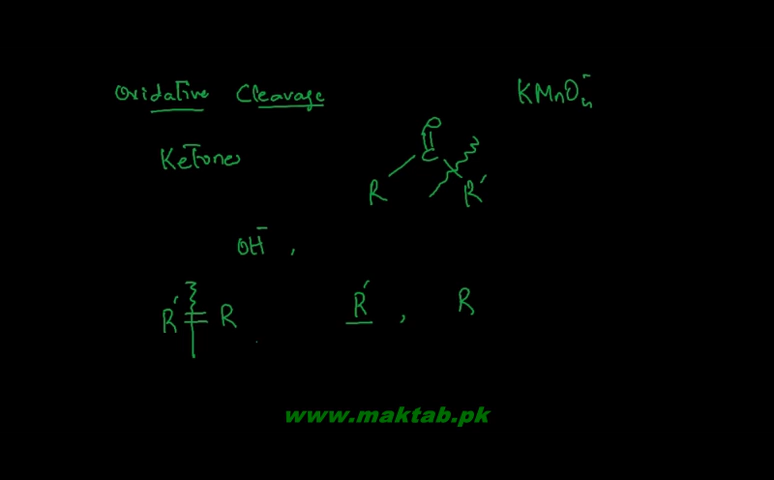 Oxidative Cleavage
KMnO₄⁻
Ketones
O
C
R R′
OH⁻ ,
R′ = R
R′ , R
www.maktab.pk